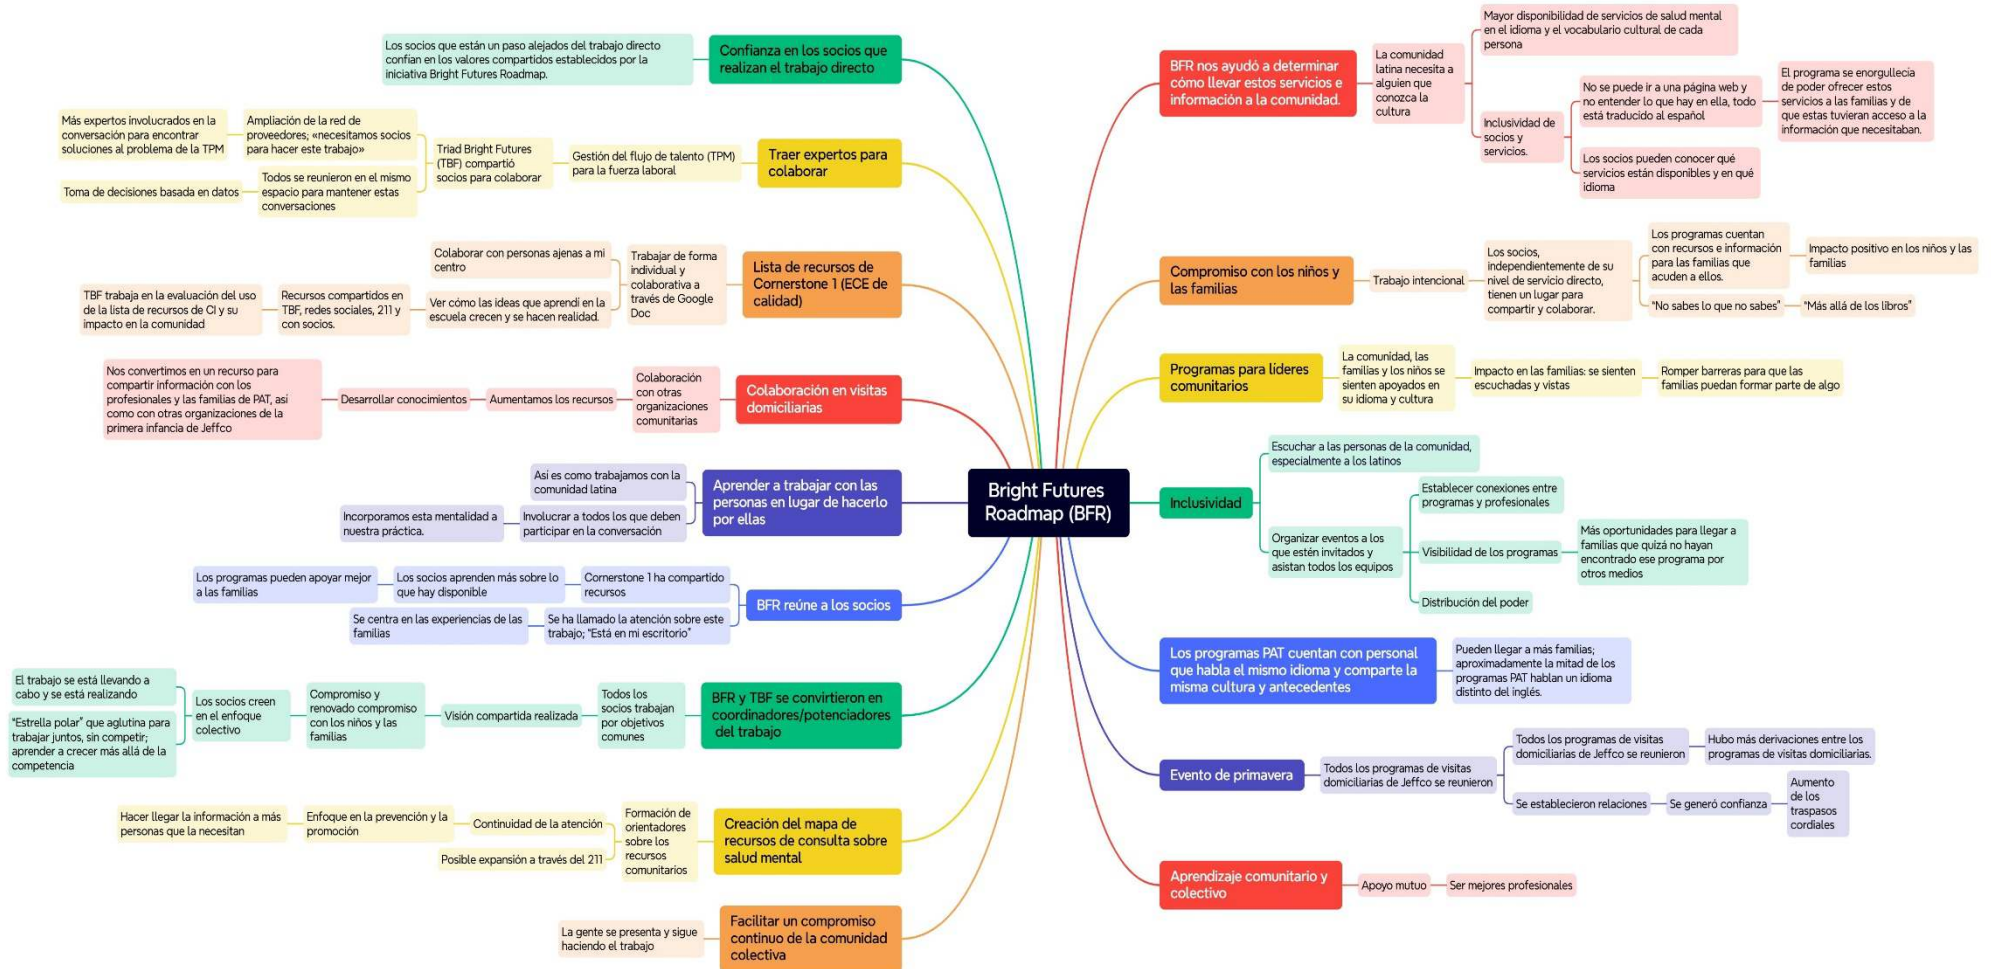 Bright Futures
Roadmap (BFR)
Confianza en los socios que
realizan el trabajo directo
Los socios que están un paso alejados del trabajo directo
confían en los valores compartidos establecidos por la
iniciativa Bright Futures Roadmap.
Traer expertos para
colaborar
Gestión del flujo de talento (TPM)
para la fuerza laboral
Triad Bright Futures
(TBF) compartió
socios para colaborar
Ampliación de la red de
proveedores; «necesitamos socios
para hacer este trabajo»
Más expertos involucrados en la
conversación para encontrar
soluciones al problema de la TPM
Todos se reunieron en el mismo
espacio para mantener estas
conversaciones
Toma de decisiones basada en datos
Lista de recursos de
Cornerstone 1 (ECE de
calidad)
Trabajar de forma
individual y
colaborativa a
través de Google
Doc
Colaborar con personas ajenas a mi
centro
Ver cómo las ideas que aprendí en la
escuela crecen y se hacen realidad.
Recursos compartidos en
TBF, redes sociales, 211 y
con socios.
TBF trabaja en la evaluación del uso
de la lista de recursos de CI y su
impacto en la comunidad
Colaboración en visitas
domiciliarias
Colaboración
con otras
organizaciones
comunitarias
Aumentamos los recursos
Desarrollar conocimientos
Nos convertimos en un recurso para
compartir información con los
profesionales y las familias de PAT, así
como con otras organizaciones de la
primera infancia de Jeffco
Aprender a trabajar con las
personas en lugar de hacerlo
por ellas
Así es como trabajamos con la
comunidad latina
Involucrar a todos los que deben
participar en la conversación
Incorporamos esta mentalidad a
nuestra práctica.
BFR reúne a los socios
Cornerstone 1 ha compartido
recursos
Los socios aprenden más sobre lo
que hay disponible
Los programas pueden apoyar mejor
a las familias
Se ha llamado la atención sobre este
trabajo; "Está en mi escritorio"
Se centra en las experiencias de las
familias
BFR y TBF se convirtieron en
coordinadores/potenciadores
del trabajo
Todos los
socios trabajan
por objetivos
comunes
Visión compartida realizada
Compromiso y
renovado compromiso
con los niños y las
familias
Los socios creen
en el enfoque
colectivo
El trabajo se está llevando a
cabo y se está realizando
"Estrella polar" que aglutina para
trabajar juntos, sin competir;
aprender a crecer más allá de la
competencia
Creación del mapa de
recursos de consulta sobre
salud mental
Formación de
orientadores
sobre los
recursos
comunitarios
Continuidad de la atención
Enfoque en la prevención y la
promoción
Hacer llegar la información a más
personas que la necesitan
Posible expansión a través del 211
Facilitar un compromiso
continuo de la comunidad
colectiva
La gente se presenta y sigue
haciendo el trabajo
BFR nos ayudó a determinar
cómo llevar estos servicios e
información a la comunidad.
La comunidad
latina necesita a
alguien que
conozca la
cultura
Mayor disponibilidad de servicios de salud mental
en el idioma y el vocabulario cultural de cada
persona
Inclusividad de
socios y
servicios.
No se puede ir a una página web y
no entender lo que hay en ella, todo
está traducido al español
El programa se enorgullecía
de poder ofrecer estos
servicios a las familias y de
que estas tuvieran acceso a la
información que necesitaban.
Los socios pueden conocer qué
servicios están disponibles y en qué
idioma
Compromiso con los niños y
las familias
Trabajo intencional
Los socios,
independientemente de su
nivel de servicio directo,
tienen un lugar para
compartir y colaborar.
Los programas cuentan
con recursos e información
para las familias que
acuden a ellos.
Impacto positivo en los niños y las
familias
"No sabes lo que no sabes"
"Más allá de los libros"
Programas para líderes
comunitarios
La comunidad, las
familias y los niños se
sienten apoyados en
su idioma y cultura
Impacto en las familias: se sienten
escuchadas y vistas
Romper barreras para que las
familias puedan formar parte de algo
Inclusividad
Escuchar a las personas de la comunidad,
especialmente a los latinos
Organizar eventos a los
que estén invitados y
asistan todos los equipos
Establecer conexiones entre
programas y profesionales
Visibilidad de los programas
Más oportunidades para llegar a
familias que quizá no hayan
encontrado ese programa por
otros medios
Distribución del poder
Los programas PAT cuentan con personal
que habla el mismo idioma y comparte la
misma cultura y antecedentes
Pueden llegar a más familias;
aproximadamente la mitad de los
programas PAT hablan un idioma
distinto del inglés.
Evento de primavera
Todos los programas de visitas
domiciliarias de Jeffco se reunieron
Todos los programas de visitas
domiciliarias de Jeffco se reunieron
Hubo más derivaciones entre los
programas de visitas domiciliarias.
Se establecieron relaciones
Se generó confianza
Aumento
de los
traspasos
cordiales
Aprendizaje comunitario y
colectivo
Apoyo mutuo
Ser mejores profesionales